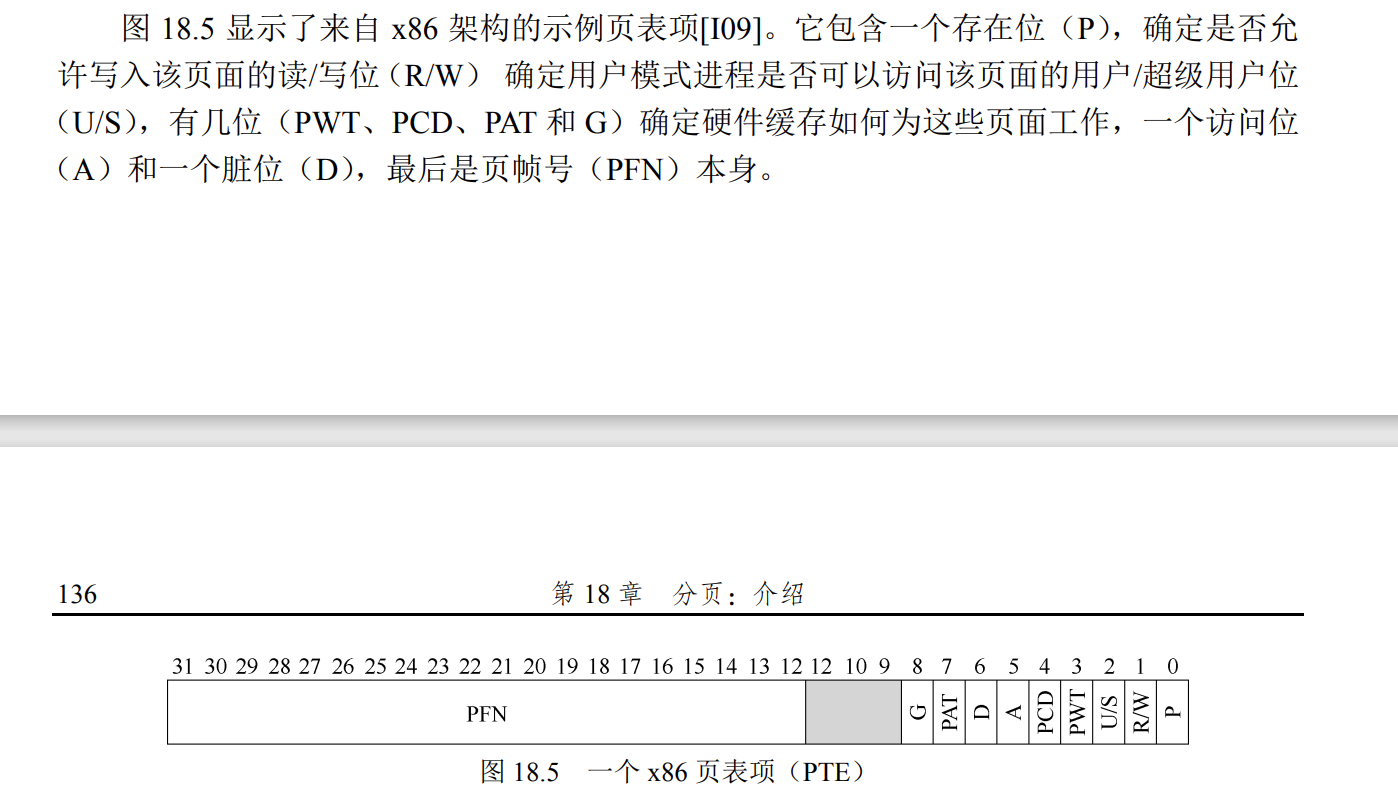 图 18.5 显示了来自 x86 架构的示例页表项[I09]。它包含一个存在位（P），确定是否允
许写入该页面的读/写位（R/W） 确定用户模式进程是否可以访问该页面的用户/超级用户位
（U/S），有几位（PWT、PCD、PAT 和 G）确定硬件缓存如何为这些页面工作，一个访问位
（A）和一个脏位（D），最后是页帧号（PFN）本身。
136 第 18 章 分页：介绍
31 30 29 28 27 26 25 24 23 22 21 20 19 18 17 16 15 14 13 12 12 10 9 8 7 6 5 4 3 2 1 0
PFN G PAT D A PCD PWT U/S R/W P
图 18.5 一个 x86 页表项（PTE）